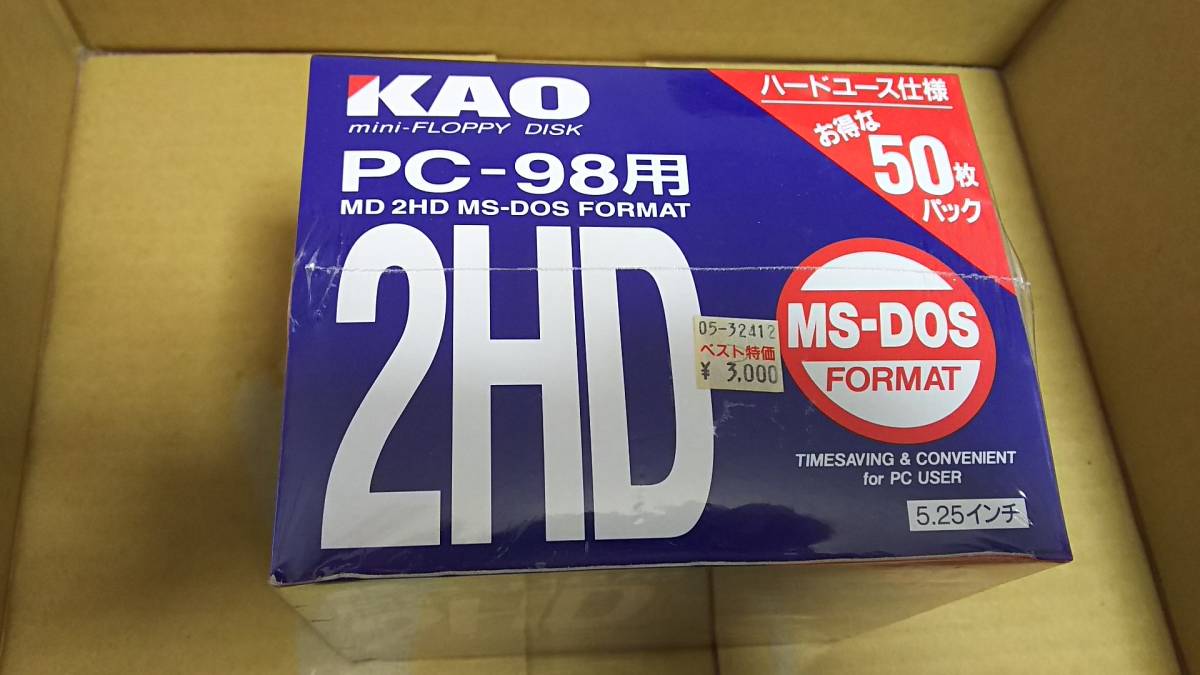 KAO
mini-FLOPPY DISK
PC-98用
MD 2HD MS-DOS FORMAT
2HD
ハードユース仕様
お得な
50枚
パック
05-32412
ベスト特価
¥ 3,000
MS-DOS
FORMAT
TIMESAVING & CONVENIENT
for PC USER
5.25インチ